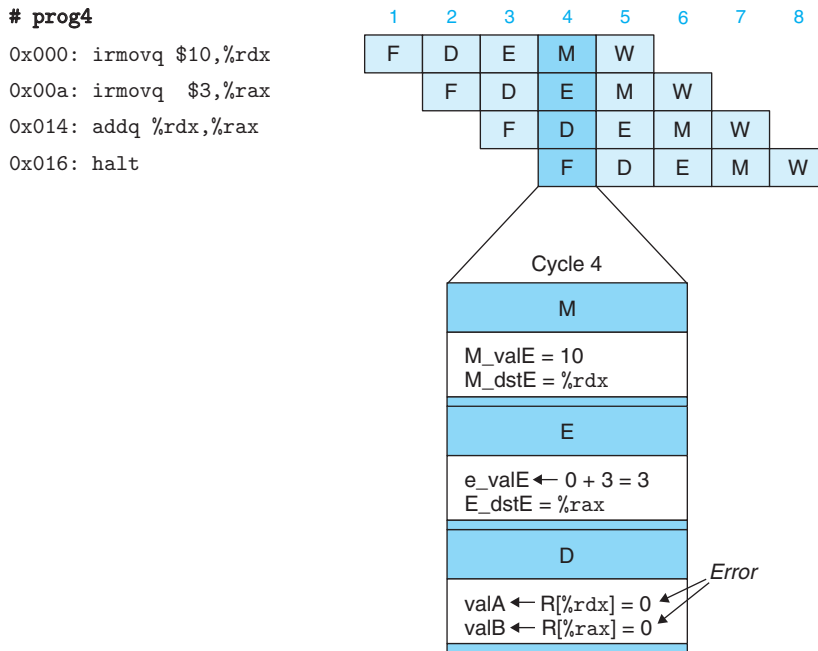 # prog4
1 2 3 4 5 6 7 8
0x000: irmovq $10,%rdx F D E M W
0x00a: irmovq $3,%rax F D E M W
0x014: addq %rdx,%rax F D E M W
0x016: halt F D E M W
Cycle 4
M
M_valE = 10
M_dstE = %rdx
E
e_valE ← 0 + 3 = 3
E_dstE = %rax
D
Error
valA ← R[%rdx] = 0
valB ← R[%rax] = 0